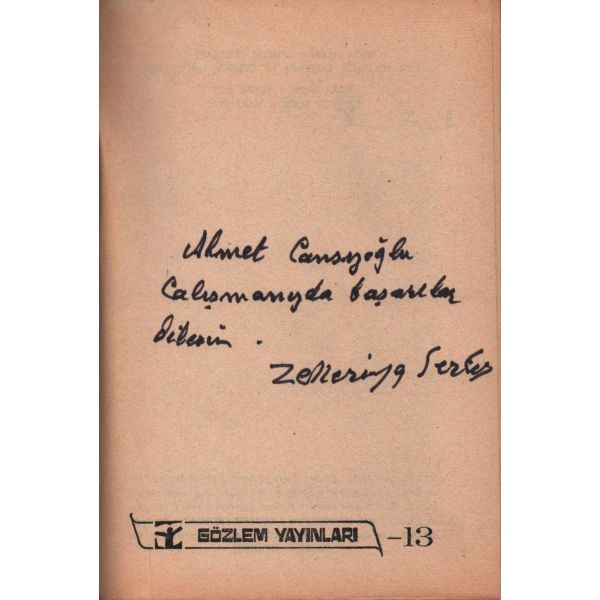 Ahmet Cansızoğlu
Çalışmanızda başarılar
dilerim.
Zekeriya Sertel
GÖZLEM YAYINLARI -13